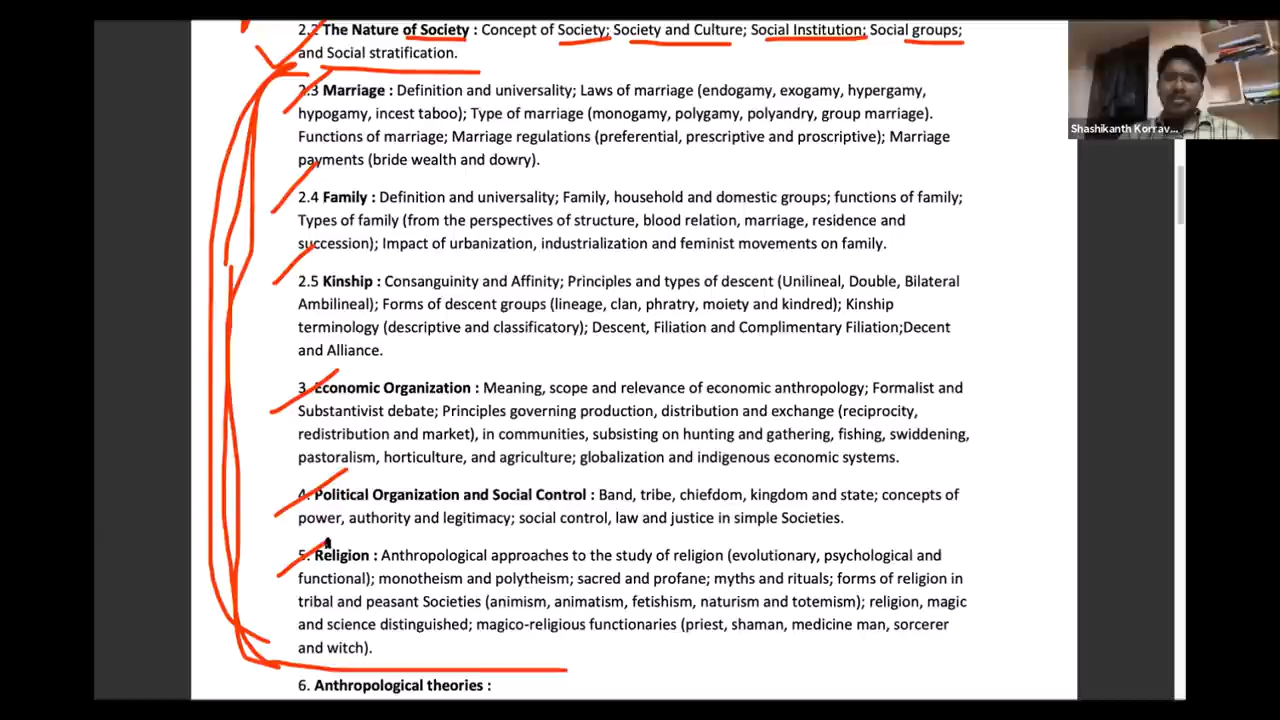 2.2 The Nature of Society : Concept of Society; Society and Culture; Social Institution; Social groups;
and Social stratification.
2.3 Marriage : Definition and universality; Laws of marriage (endogamy, exogamy, hypergamy,
hypogamy, incest taboo); Type of marriage (monogamy, polygamy, polyandry, group marriage).
Functions of marriage; Marriage regulations (preferential, prescriptive and proscriptive); Marriage
payments (bride wealth and dowry).
2.4 Family : Definition and universality; Family, household and domestic groups; functions of family;
Types of family (from the perspectives of structure, blood relation, marriage, residence and
succession); Impact of urbanization, industrialization and feminist movements on family.
2.5 Kinship : Consanguinity and Affinity; Principles and types of descent (Unilineal, Double, Bilateral
Ambilineal); Forms of descent groups (lineage, clan, phratry, moiety and kindred); Kinship
terminology (descriptive and classificatory); Descent, Filiation and Complimentary Filiation;Decent
and Alliance.
3. Economic Organization : Meaning, scope and relevance of economic anthropology; Formalist and
Substantivist debate; Principles governing production, distribution and exchange (reciprocity,
redistribution and market), in communities, subsisting on hunting and gathering, fishing, swiddening,
pastoralism, horticulture, and agriculture; globalization and indigenous economic systems.
4. Political Organization and Social Control : Band, tribe, chiefdom, kingdom and state; concepts of
power, authority and legitimacy; social control, law and justice in simple Societies.
5. Religion : Anthropological approaches to the study of religion (evolutionary, psychological and
functional); monotheism and polytheism; sacred and profane; myths and rituals; forms of religion in
tribal and peasant Societies (animism, animatism, fetishism, naturism and totemism); religion, magic
and science distinguished; magico-religious functionaries (priest, shaman, medicine man, sorcerer
and witch).
6. Anthropological theories :
Shashikanth Korrav...